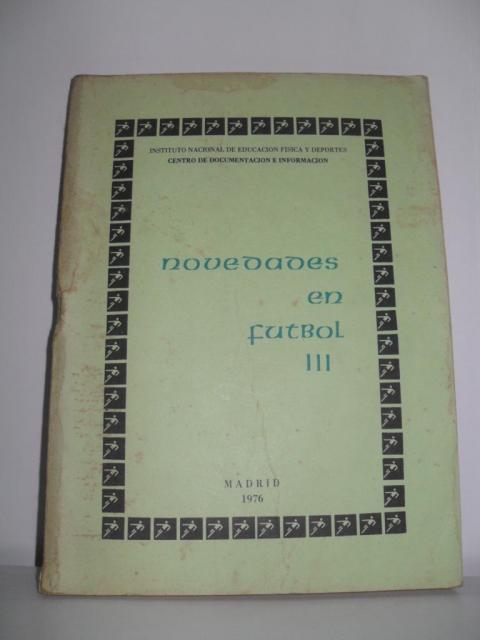 INSTITUTO NACIONAL DE EDUCACION FISICA Y DEPORTES
CENTRO DE DOCUMENTACION E INFORMACION
novedades
en
futbol
III
MADRID
1976